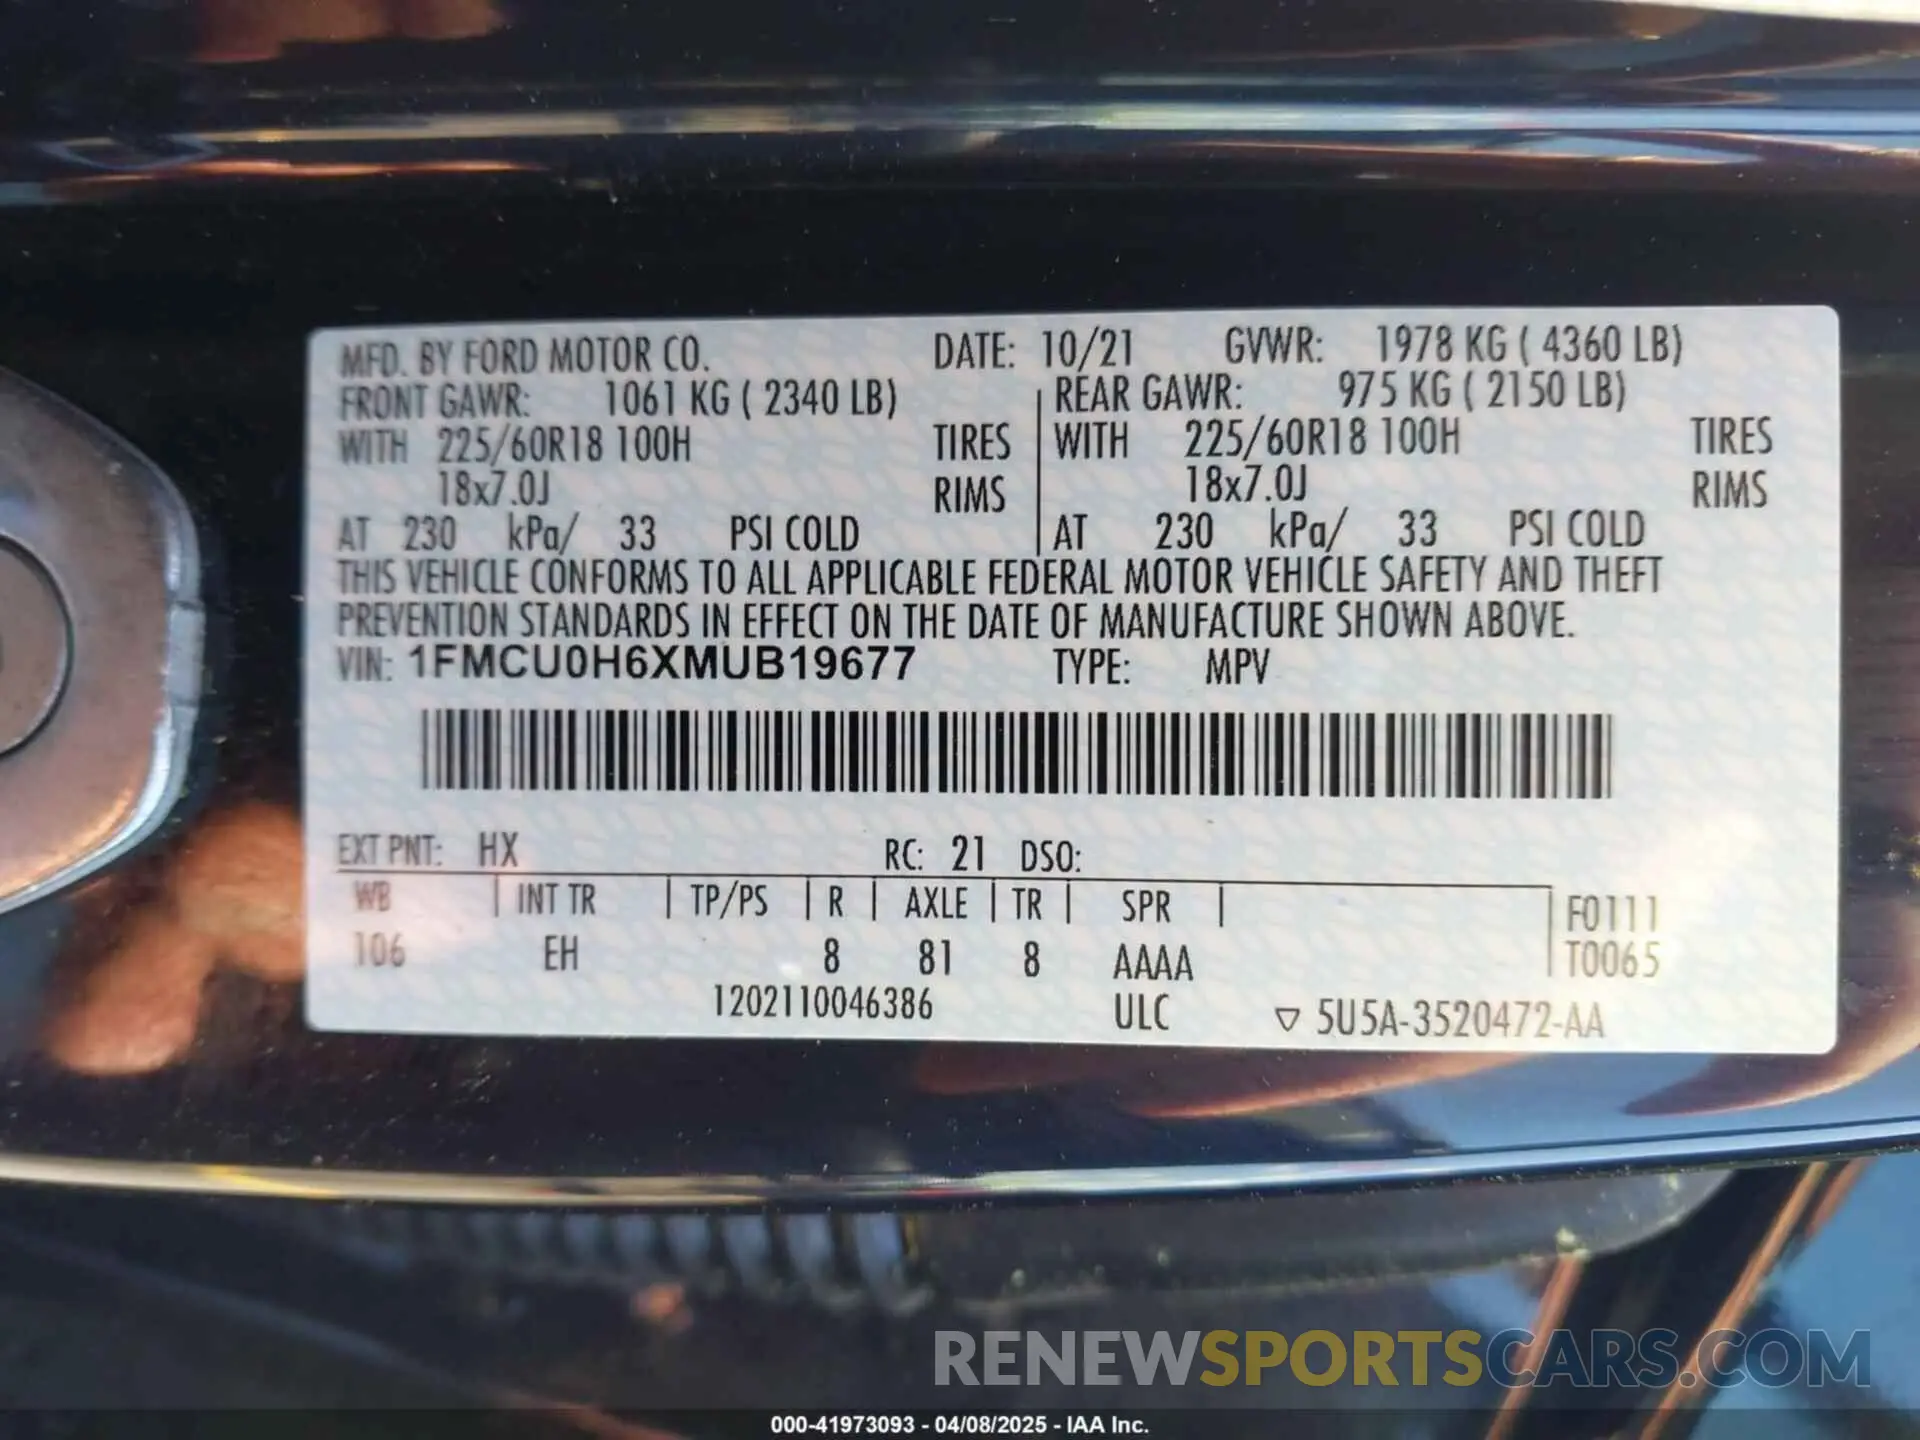 MFD. BY FORD MOTOR CO. DATE: 10/21 GVWR: 1978 KG ( 4360 LB)
FRONT GAWR: 1061 KG ( 2340 LB) REAR GAWR: 975 KG ( 2150 LB)
WITH 225/60R18 100H TIRES WITH 225/60R18 100H TIRES
18x7.0J RIMS 18x7.0J RIMS
AT 230 kPa/ 33 PSI COLD AT 230 kPa/ 33 PSI COLD
THIS VEHICLE CONFORMS TO ALL APPLICABLE FEDERAL MOTOR VEHICLE SAFETY AND THEFT
PREVENTION STANDARDS IN EFFECT ON THE DATE OF MANUFACTURE SHOWN ABOVE.
VIN: 1FMCU0H6XMUB19677 TYPE: MPV
EXT PNT: HX RC: 21 DSO:
WB INT TR TP/PS R AXLE TR SPR F0111
106 EH 8 81 8 AAAA T0065
1202110046386 ULC ▽ 5U5A-3520472-AA
RENEWSPORTSCARS.COM
000-41973093 - 04/08/2025 - IAA Inc.